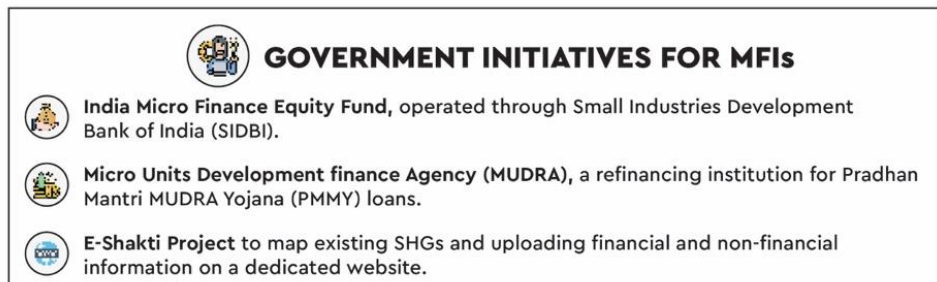 GOVERNMENT INITIATIVES FOR MFIs
India Micro Finance Equity Fund, operated through Small Industries Development
Bank of India (SIDBI).
Micro Units Development finance Agency (MUDRA), a refinancing institution for Pradhan
Mantri MUDRA Yojana (PMMY) loans.
E-Shakti Project to map existing SHGs and uploading financial and non-financial
information on a dedicated website.